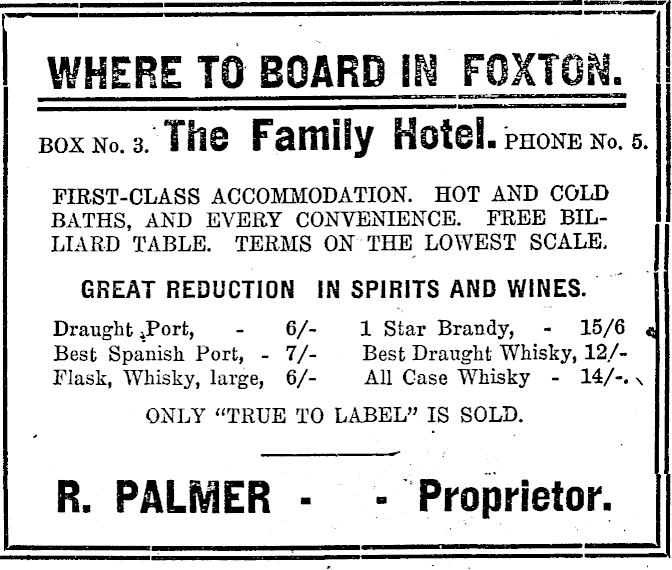 WHERE TO BOARD IN FOXTON.
BOX No. 3. The Family Hotel. PHONE No. 5.
FIRST-CLASS ACCOMMODATION. HOT AND COLD
BATHS, AND EVERY CONVENIENCE. FREE BIL-
LIARD TABLE. TERMS ON THE LOWEST SCALE.
GREAT REDUCTION IN SPIRITS AND WINES.
Draught Port, - 6/- 1 Star Brandy, - 15/6
Best Spanish Port, - 7/- Best Draught Whisky, 12/-
Flask, Whisky, large, 6/- All Case Whisky - 14/-.
ONLY "TRUE TO LABEL" IS SOLD.
R. PALMER - - Proprietor.